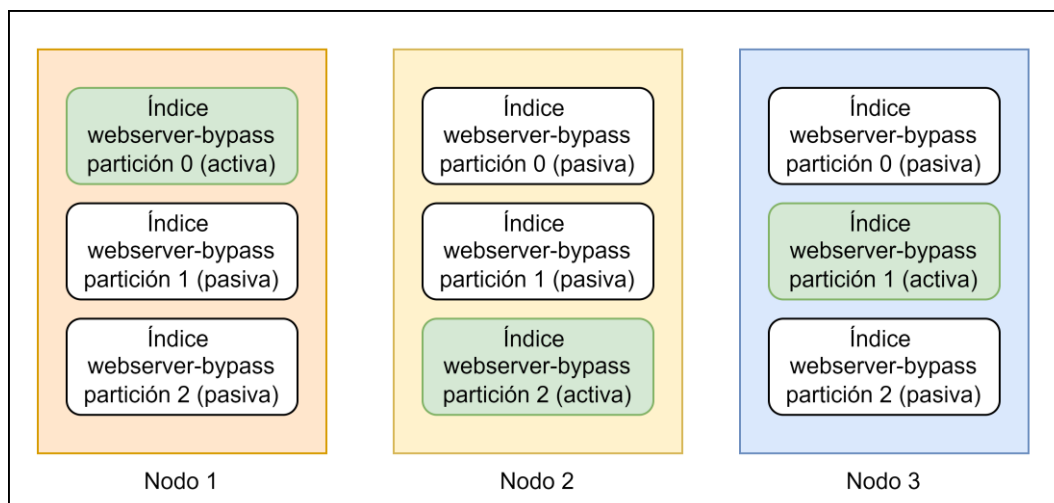 Índice
webserver-bypass
partición 0 (activa)
Índice
webserver-bypass
partición 1 (pasiva)
Índice
webserver-bypass
partición 2 (pasiva)
Nodo 1
Índice
webserver-bypass
partición 0 (pasiva)
Índice
webserver-bypass
partición 1 (pasiva)
Índice
webserver-bypass
partición 2 (activa)
Nodo 2
Índice
webserver-bypass
partición 0 (pasiva)
Índice
webserver-bypass
partición 1 (activa)
Índice
webserver-bypass
partición 2 (pasiva)
Nodo 3